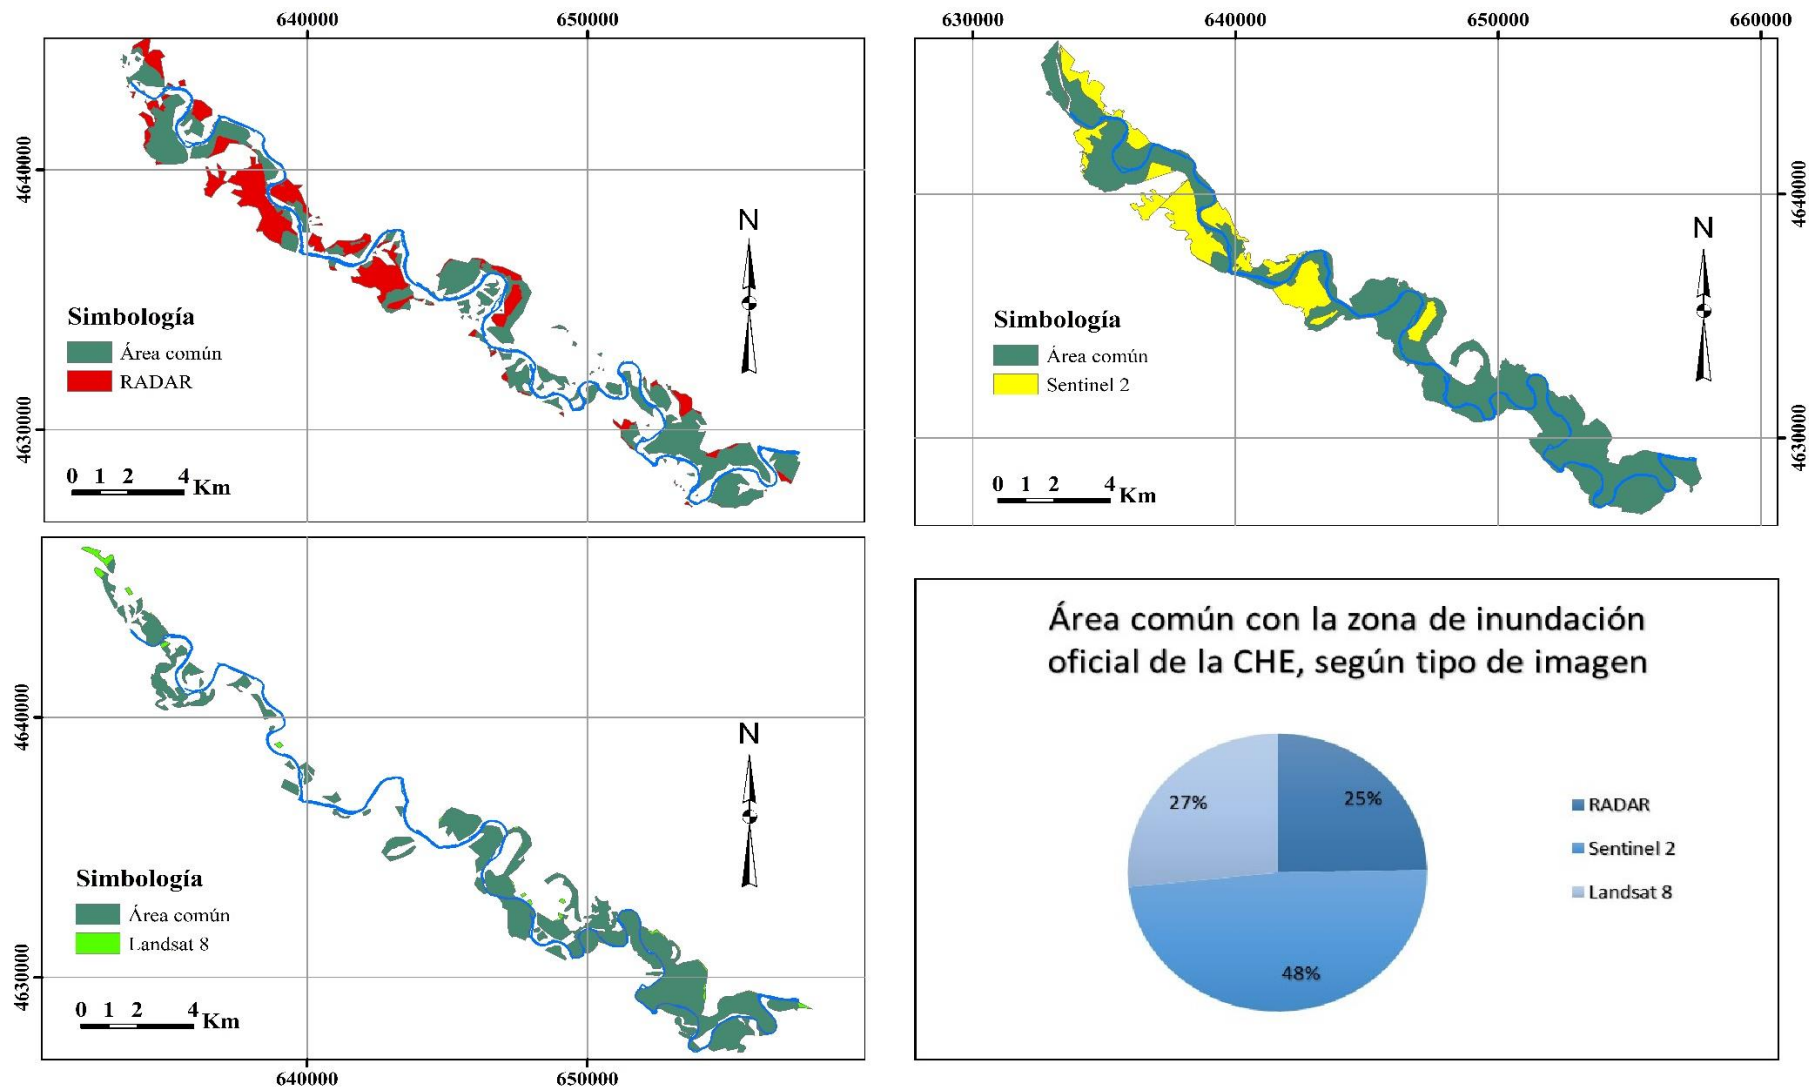 640000
650000
4640000
4630000
N
Simbología
Área común
RADAR
0 1 2 4 Km
630000
640000
650000
660000
4640000
4630000
N
Simbología
Área común
Sentinel 2
0 1 2 4 Km
4640000
4630000
N
Simbología
Área común
Landsat 8
0 1 2 4 Km
640000
650000
Área común con la zona de inundación
oficial de la CHE, según tipo de imagen
27%
25%
48%
RADAR
Sentinel 2
Landsat 8